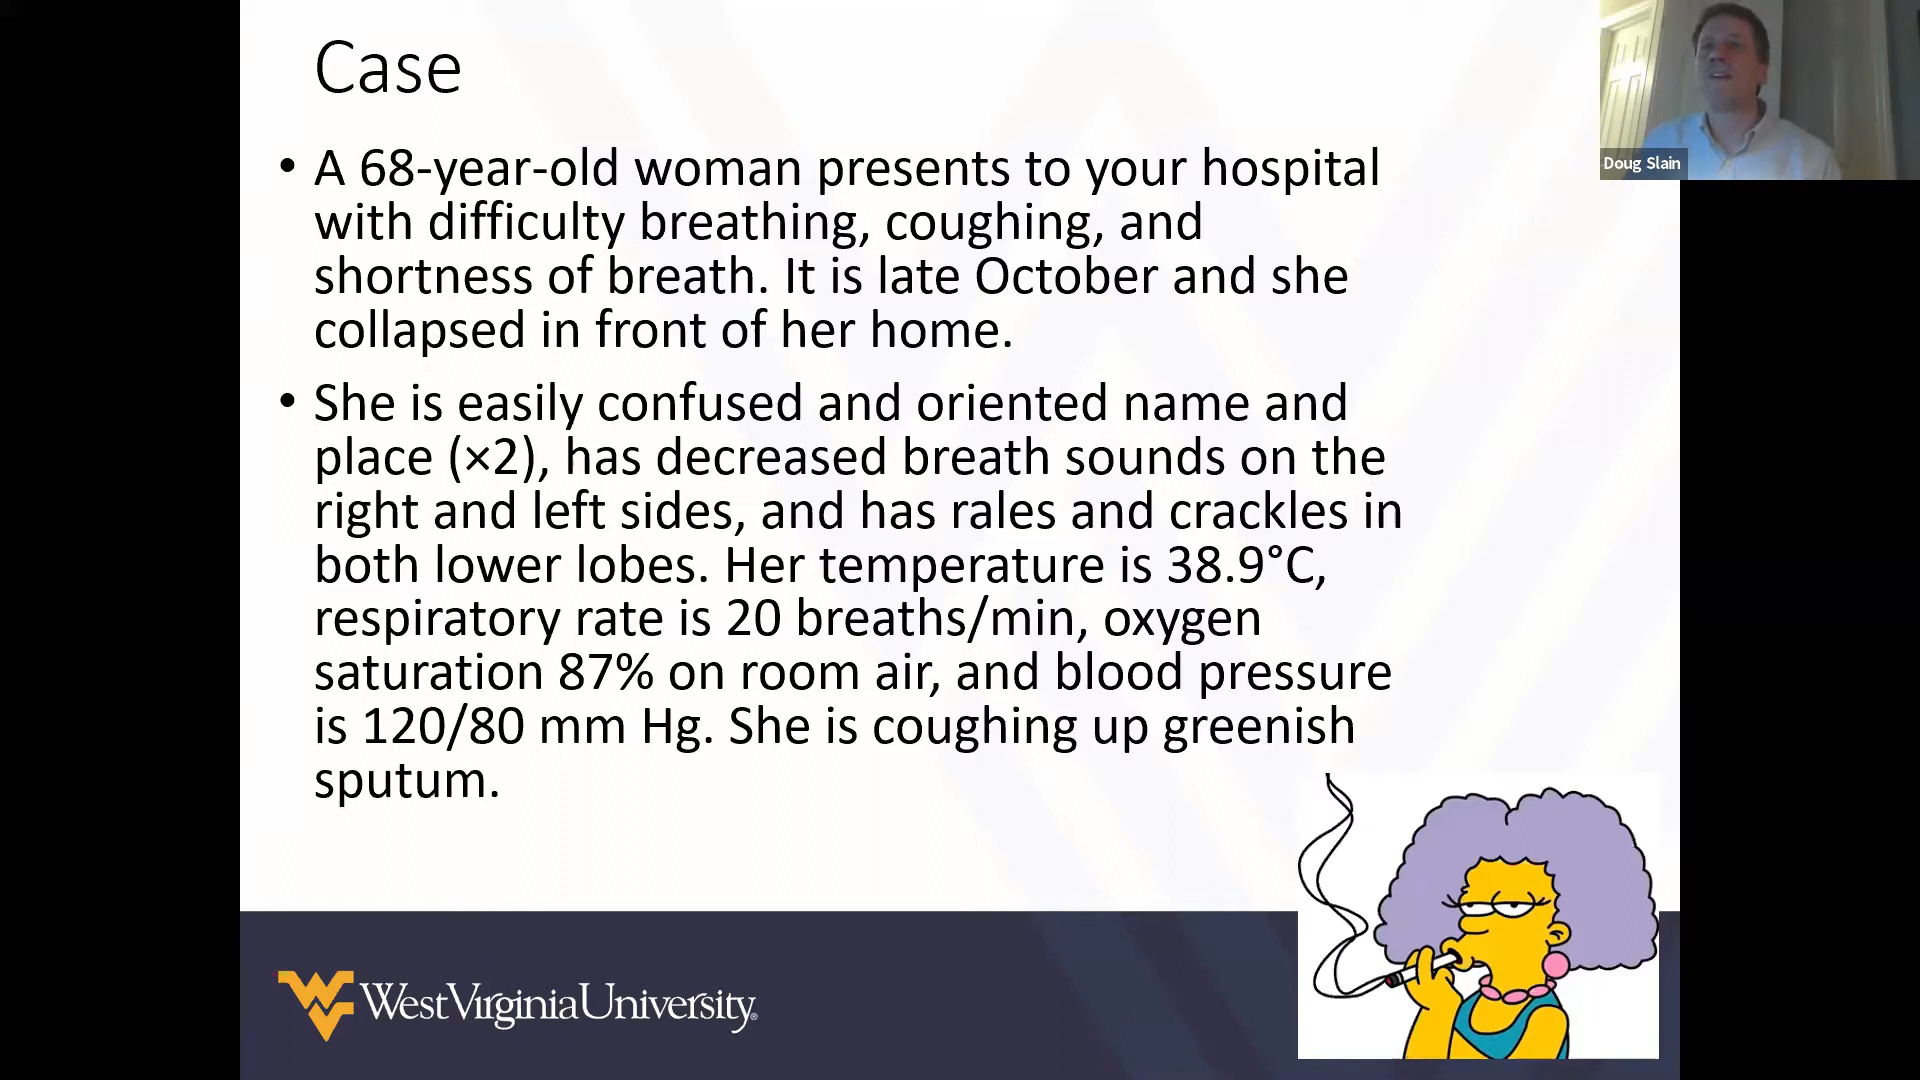 Case
• A 68-year-old woman presents to your hospital
with difficulty breathing, coughing, and
shortness of breath. It is late October and she
collapsed in front of her home.
• She is easily confused and oriented name and
place (×2), has decreased breath sounds on the
right and left sides, and has rales and crackles in
both lower lobes. Her temperature is 38.9°C,
respiratory rate is 20 breaths/min, oxygen
saturation 87% on room air, and blood pressure
is 120/80 mm Hg. She is coughing up greenish
sputum.
Doug Slain
WestVirginiaUniversity®